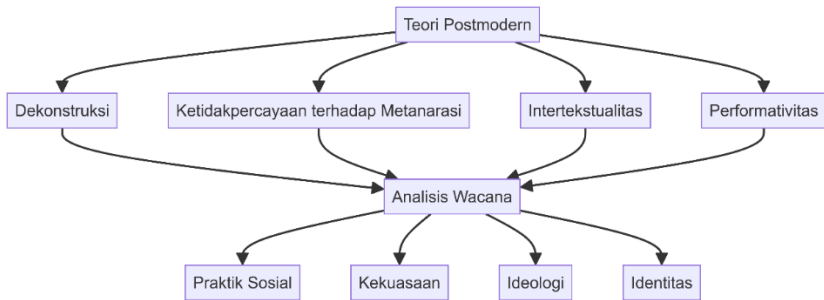 Teori Postmodern
Dekonstruksi
Ketidakpercayaan terhadap Metanarasi
Intertekstualitas
Performativitas
Analisis Wacana
Praktik Sosial
Kekuasaan
Ideologi
Identitas